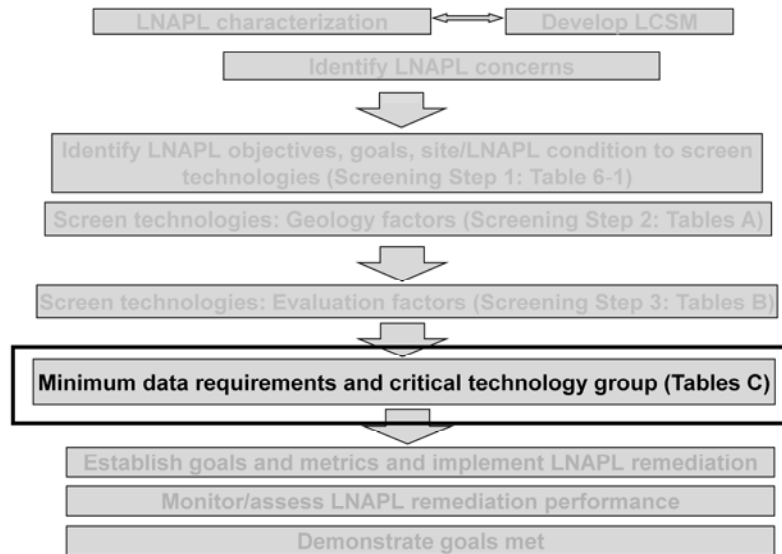 LNAPL characterization
Develop LCSM
Identify LNAPL concerns
Identify LNAPL objectives, goals, site/LNAPL condition to screen
technologies (Screening Step 1: Table 6-1)
Screen technologies: Geology factors (Screening Step 2: Tables A)
Screen technologies: Evaluation factors (Screening Step 3: Tables B)
Minimum data requirements and critical technology group (Tables C)
Establish goals and metrics and implement LNAPL remediation
Monitor/assess LNAPL remediation performance
Demonstrate goals met